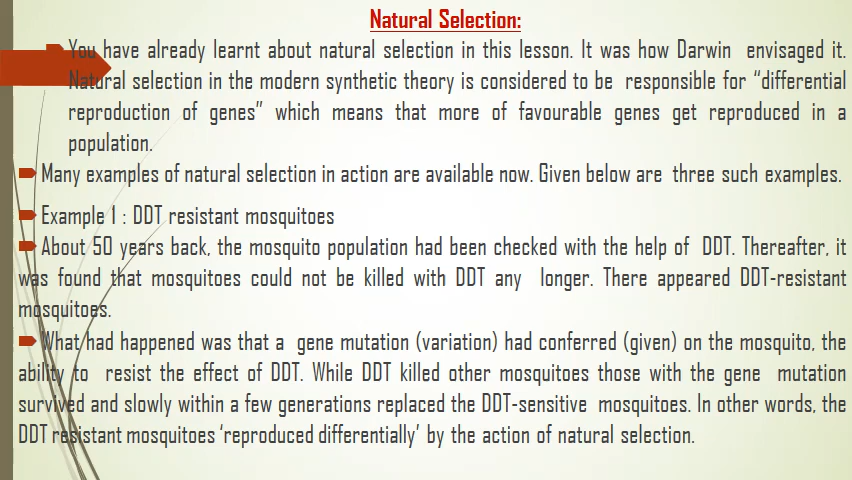 Natural Selection:
You have already learnt about natural selection in this lesson. It was how Darwin envisaged it.
Natural selection in the modern synthetic theory is considered to be responsible for “differential
reproduction of genes” which means that more of favourable genes get reproduced in a
population.
Many examples of natural selection in action are available now. Given below are three such examples.
Example 1 : DDT resistant mosquitoes
About 50 years back, the mosquito population had been checked with the help of DDT. Thereafter, it
was found that mosquitoes could not be killed with DDT any longer. There appeared DDT-resistant
mosquitoes.
What had happened was that a gene mutation (variation) had conferred (given) on the mosquito, the
ability to resist the effect of DDT. While DDT killed other mosquitoes those with the gene mutation
survived and slowly within a few generations replaced the DDT-sensitive mosquitoes. In other words, the
DDT resistant mosquitoes ‘reproduced differentially’ by the action of natural selection.